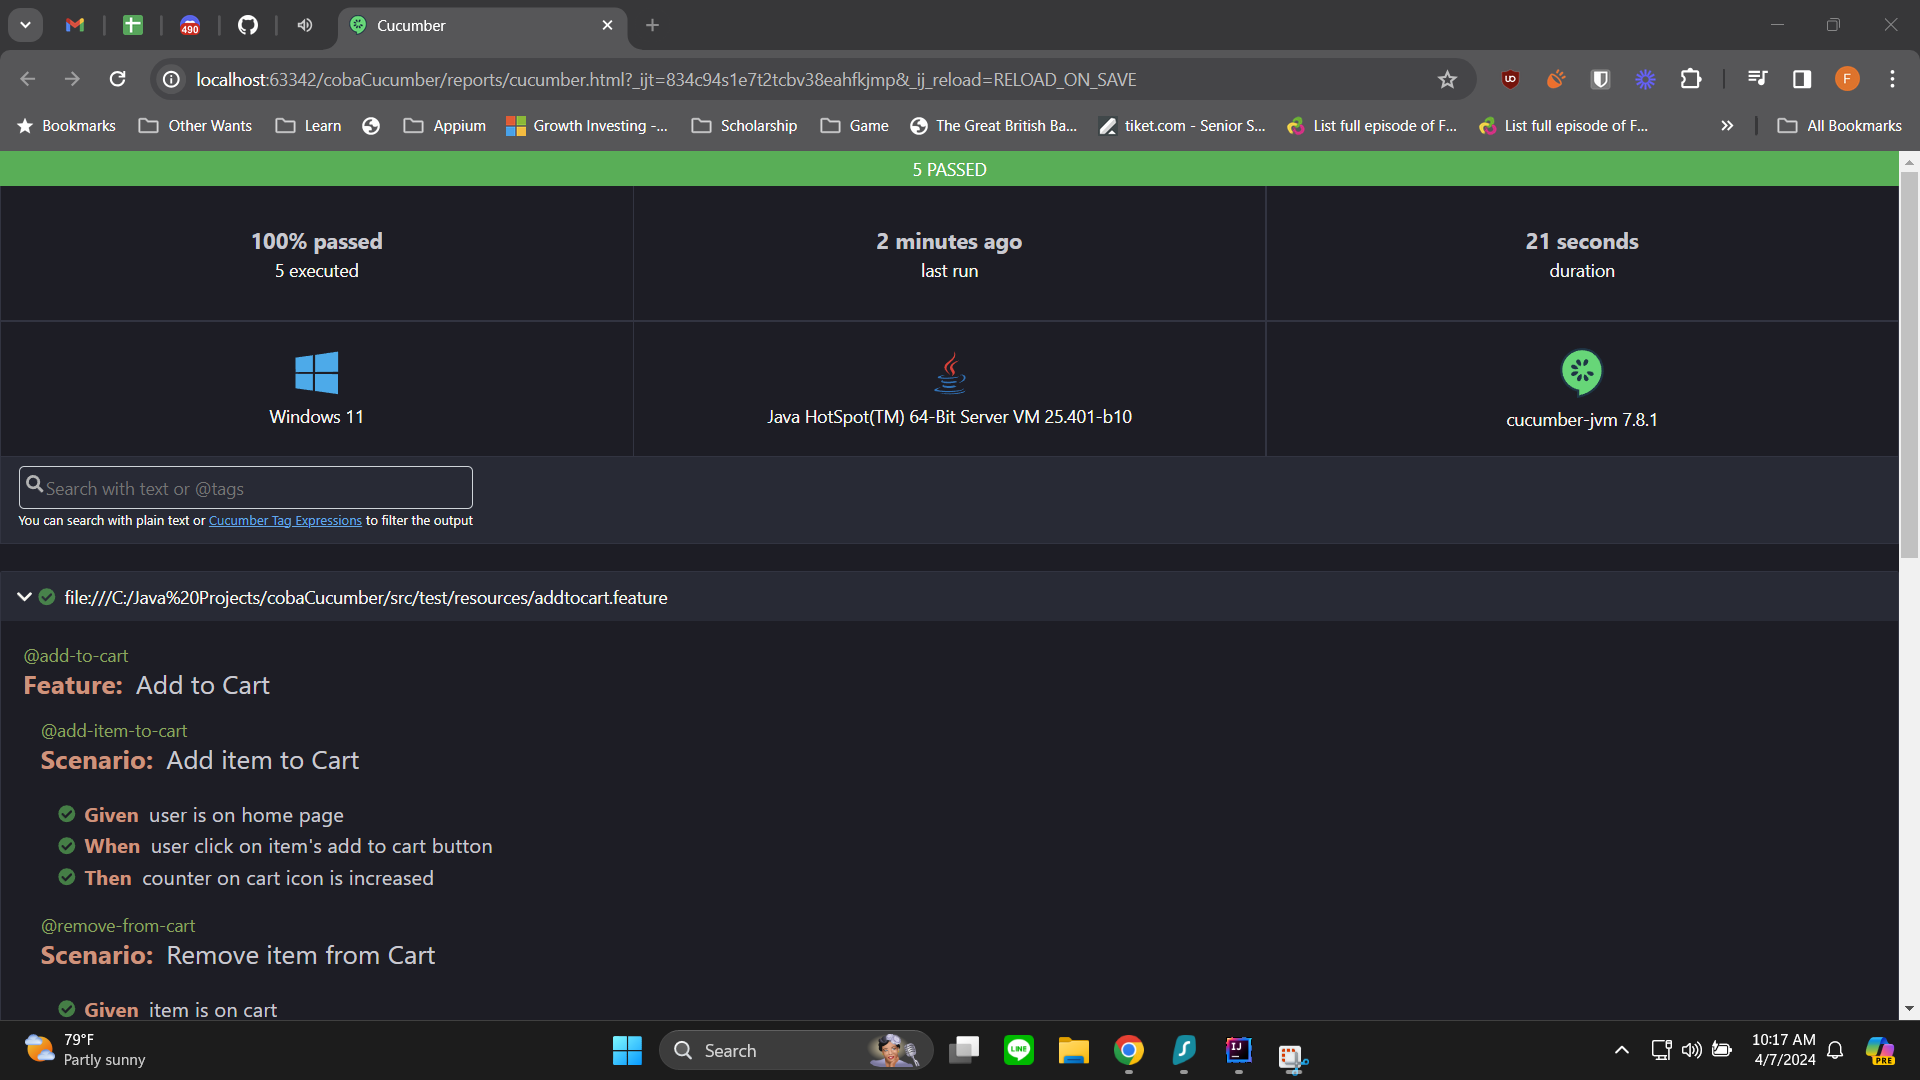 490
Cucumber
localhost:63342/cobaCucumber/reports/cucumber.html?_ijt=834c94s1e7t2tcbv38eahfkjmp&_ij_reload=RELOAD_ON_SAVE
F
Bookmarks
Other Wants
Learn
Appium
Growth Investing -...
Scholarship
Game
The Great British Ba...
tiket.com - Senior S...
List full episode of F...
List full episode of F...
All Bookmarks
5 PASSED
100% passed
5 executed
2 minutes ago
last run
21 seconds
duration
Windows 11
Java HotSpot(TM) 64-Bit Server VM 25.401-b10
cucumber-jvm 7.8.1
Search with text or @tags
You can search with plain text or Cucumber Tag Expressions to filter the output
file:///C:/Java%20Projects/cobaCucumber/src/test/resources/addtocart.feature
@add-to-cart
Feature: Add to Cart
@add-item-to-cart
Scenario: Add item to Cart
Given user is on home page
When user click on item's add to cart button
Then counter on cart icon is increased
@remove-from-cart
Scenario: Remove item from Cart
Given item is on cart
79°F
Partly sunny
Search
LINE
IJ
10:17 AM
4/7/2024
PRE